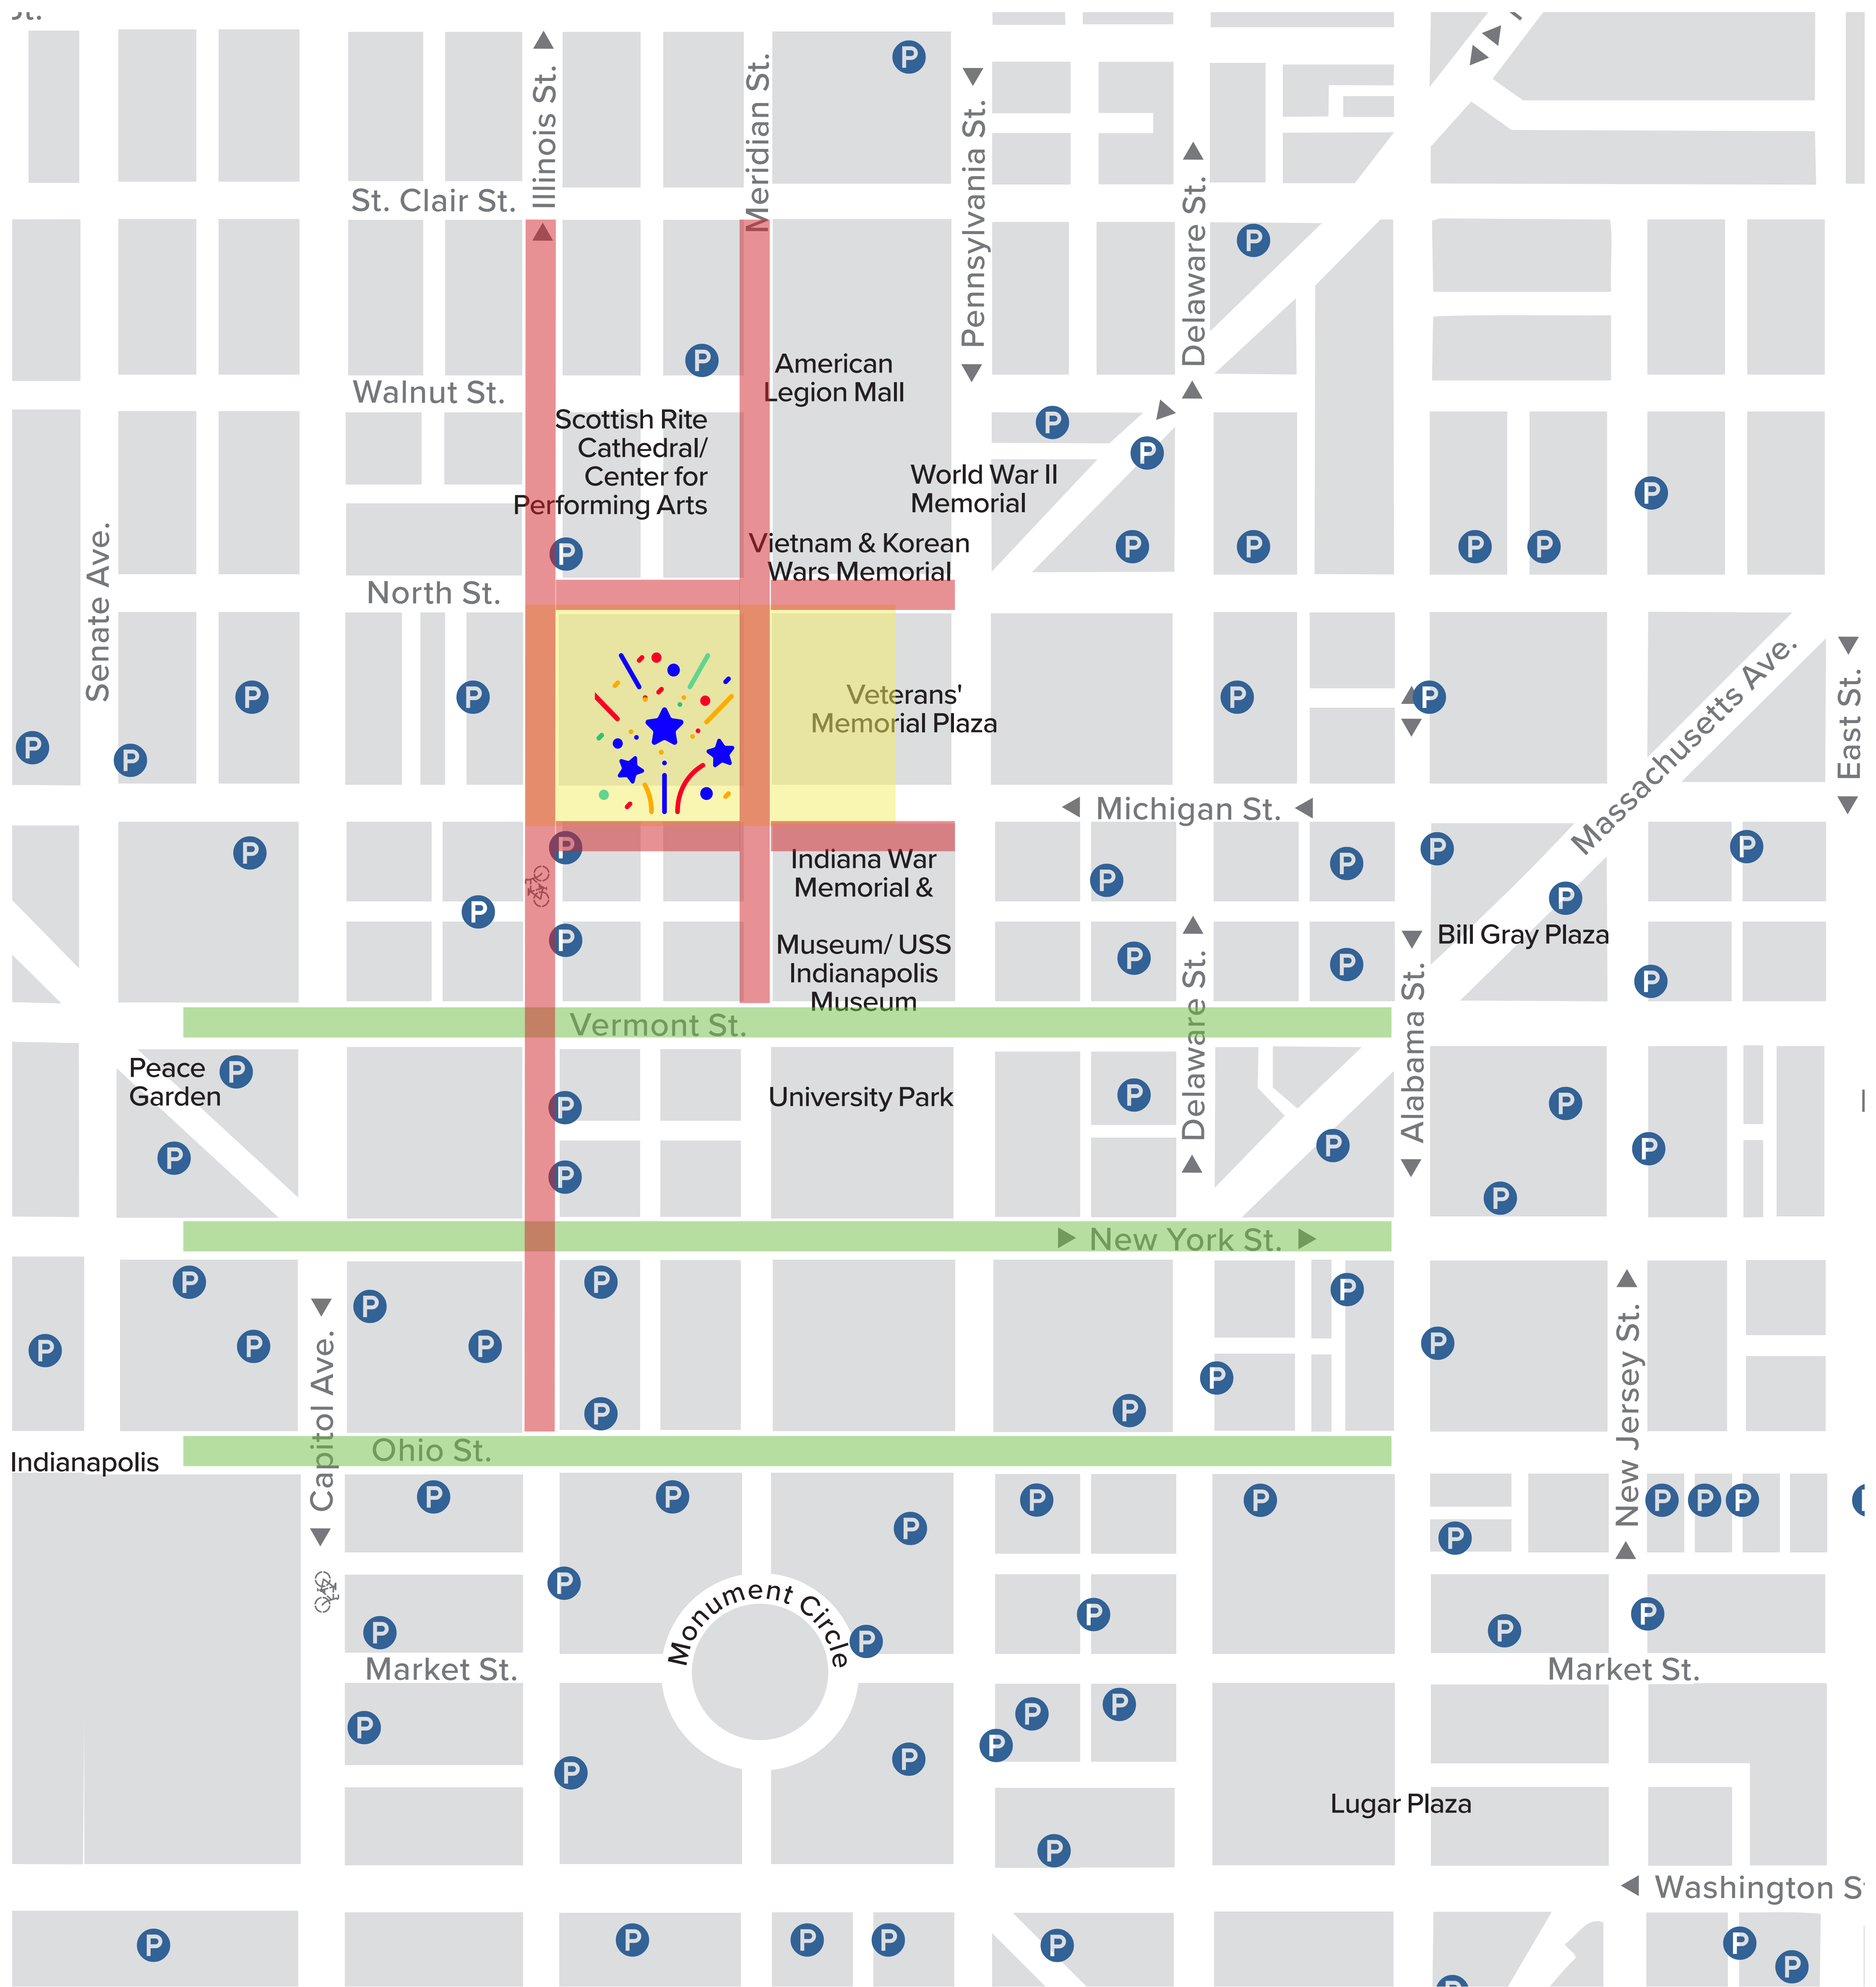 St.
Illinois St.
Meridian St.
P
Pennsylvania St.
Delaware St.
St. Clair St.
P
P
American
Legion Mall
Walnut St.
Scottish Rite
Cathedral/
Center for
Performing Arts
P
P
World War II
Memorial
P
Vietnam & Korean
Wars Memorial
P
P
P
P
P
North St.
Senate Ave.
P
P
P
P
Veterans'
Memorial Plaza
P
P
Massachusetts Ave.
East St.
Michigan St.
P
P
Indiana War
Memorial &
P
P
P
P
P
P
P
Museum/ USS
Indianapolis
Museum
P
P
Bill Gray Plaza
P
Delaware St.
Alabama St.
Vermont St.
Peace
Garden
P
P
University Park
P
P
P
P
P
P
P
New York St.
P
P
P
P
P
P
P
P
P
P
P
P
Capitol Ave.
New Jersey St.
Ohio St.
Indianapolis
P
P
P
P
P
P
P
P
P
P
P
Monument Circle
P
P
P
P
P
Market St.
Market St.
P
P
P
P
P
P
Lugar Plaza
P
Washington St
P
P
P
P
P
P
P